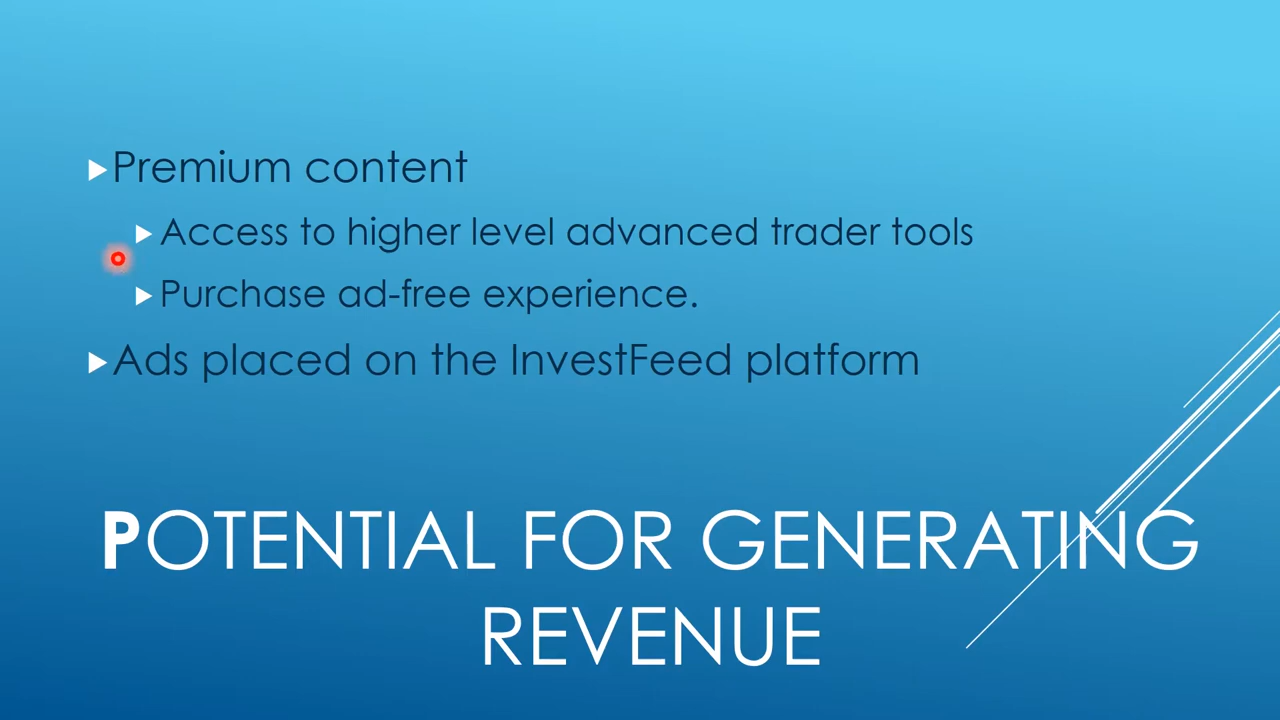 Premium content
Access to higher level advanced trader tools
Purchase ad-free experience.
Ads placed on the InvestFeed platform
POTENTIAL FOR GENERATING
REVENUE